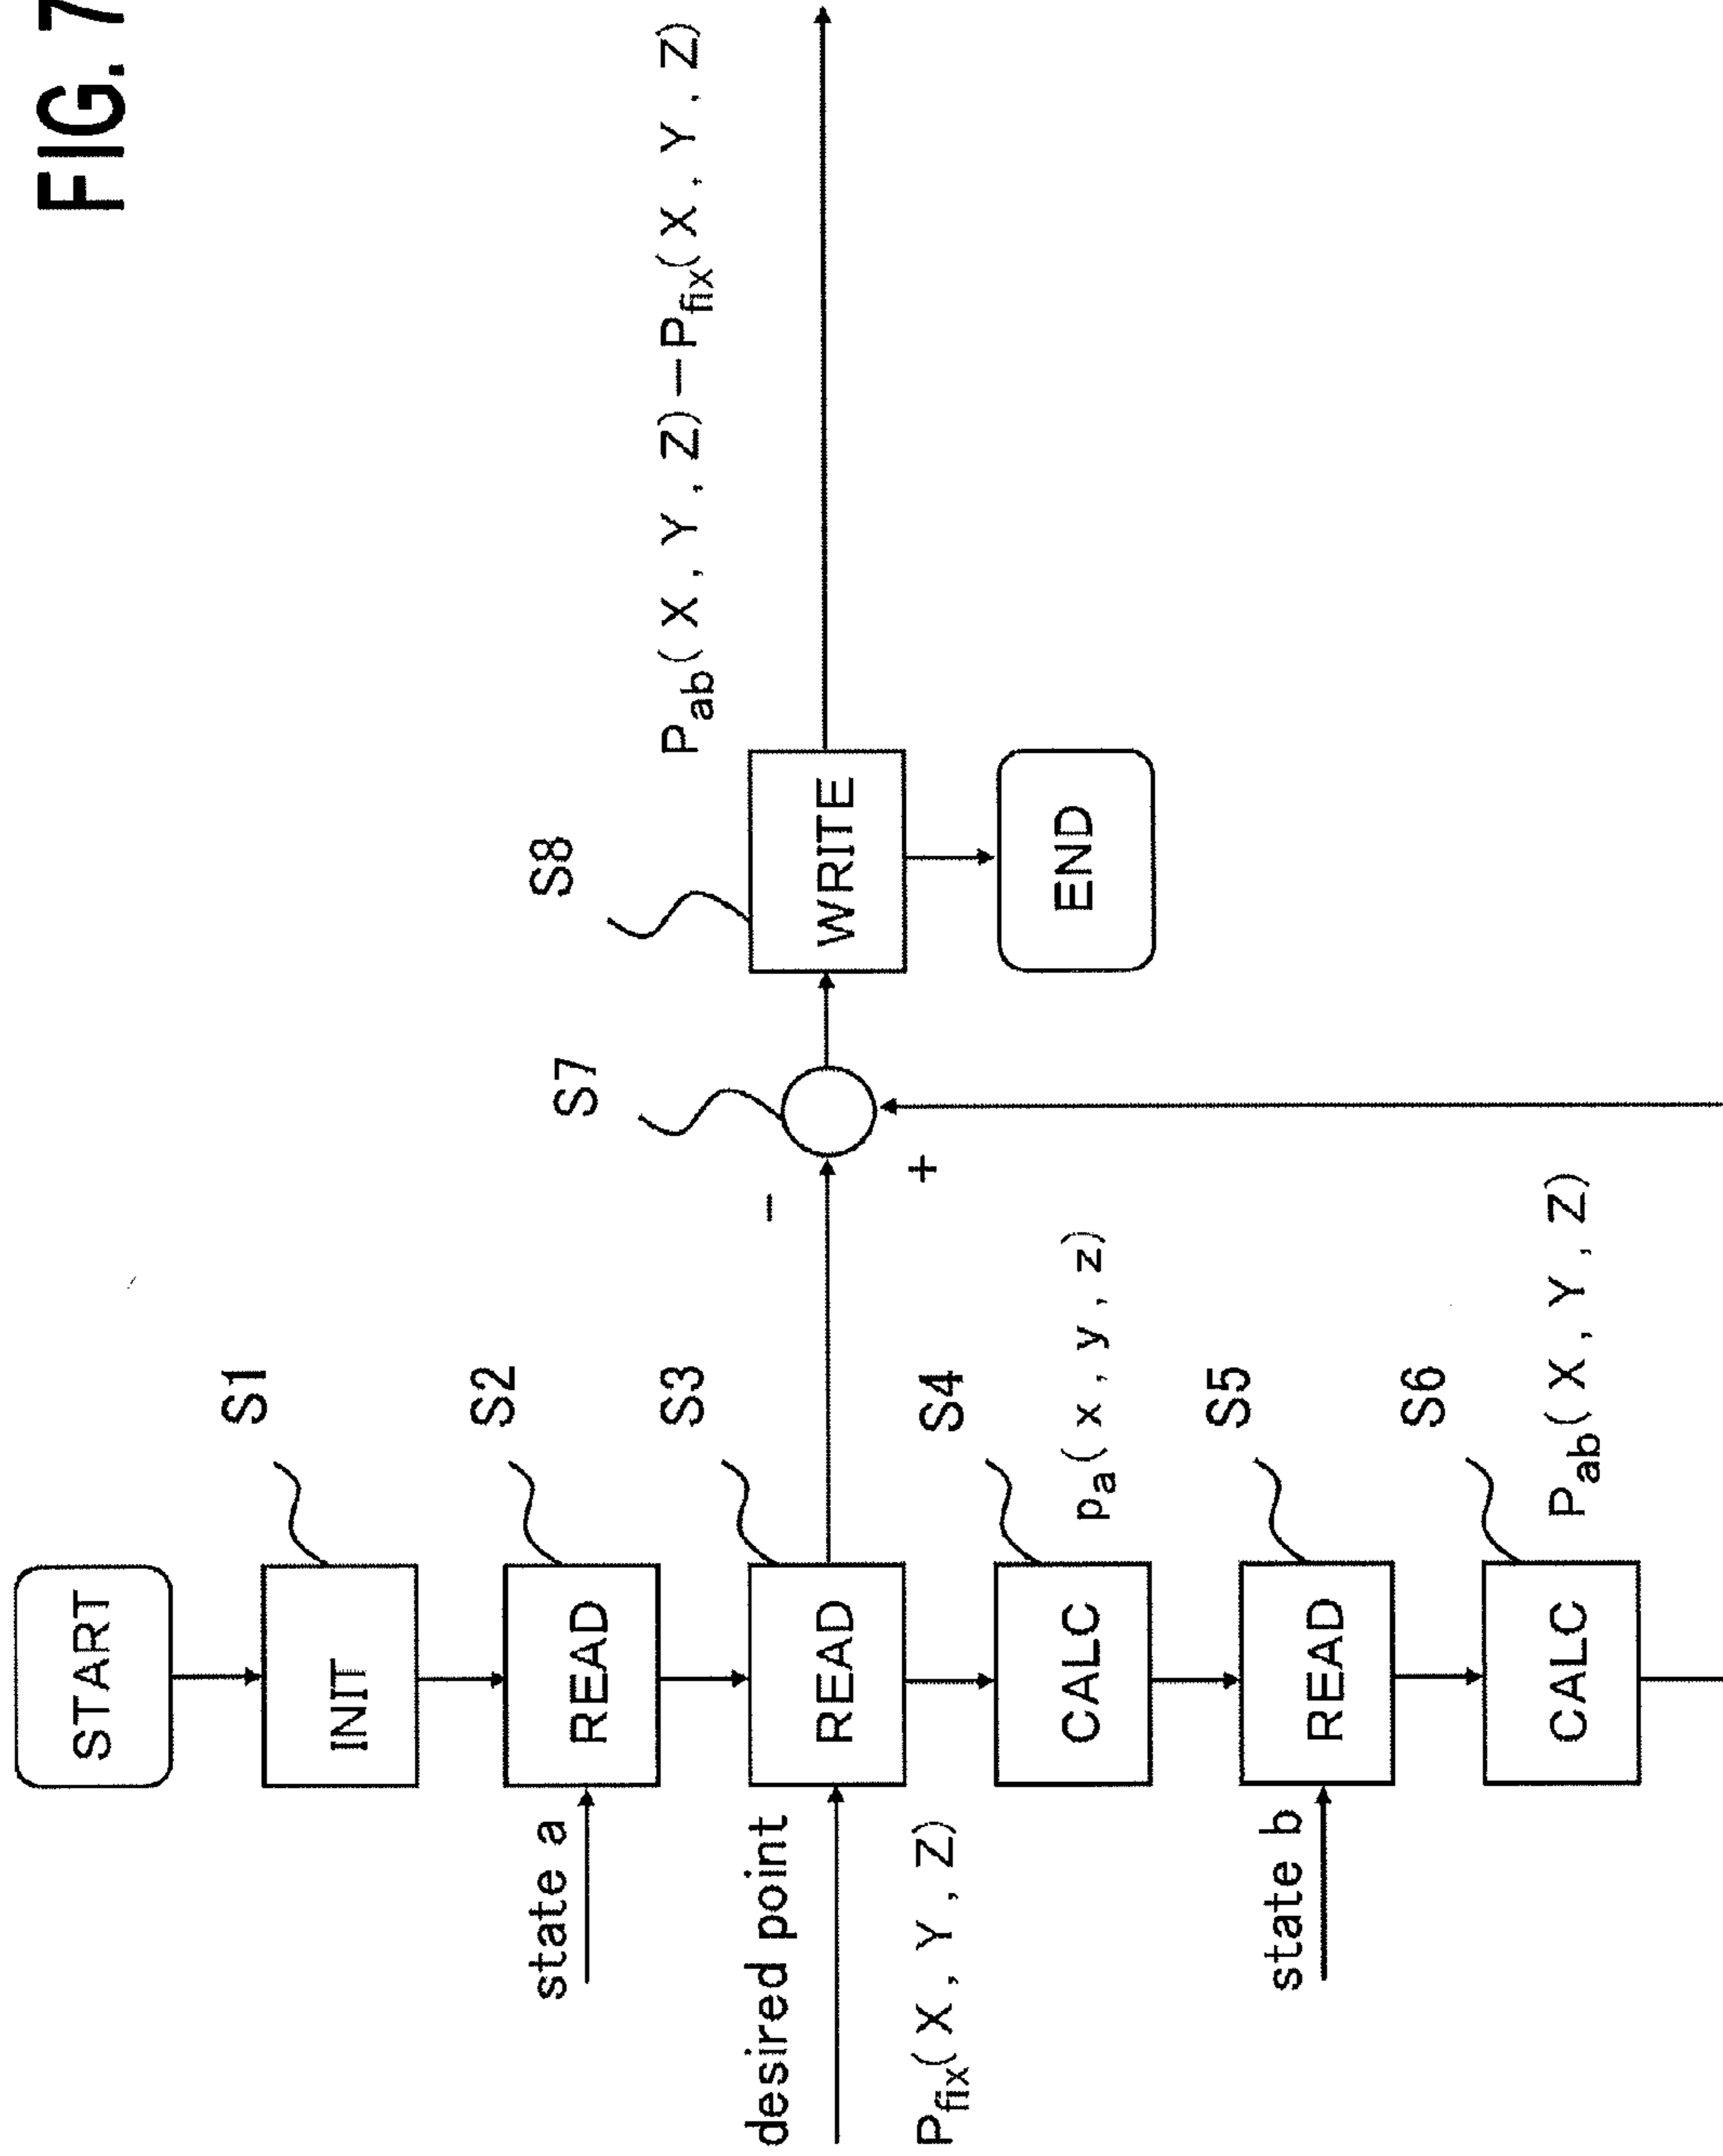 FIG. 7
START
S1
INIT
S2
state a
READ
S3
desired point
READ
P_fix(X, Y, Z)
S4
CALC
p_a(x, y, z)
S5
state b
READ
S6
CALC
P_ab(X, Y, Z)
S7
-
+
S8
WRITE
P_ab(X, Y, Z)−P_fix(X, Y, Z)
END